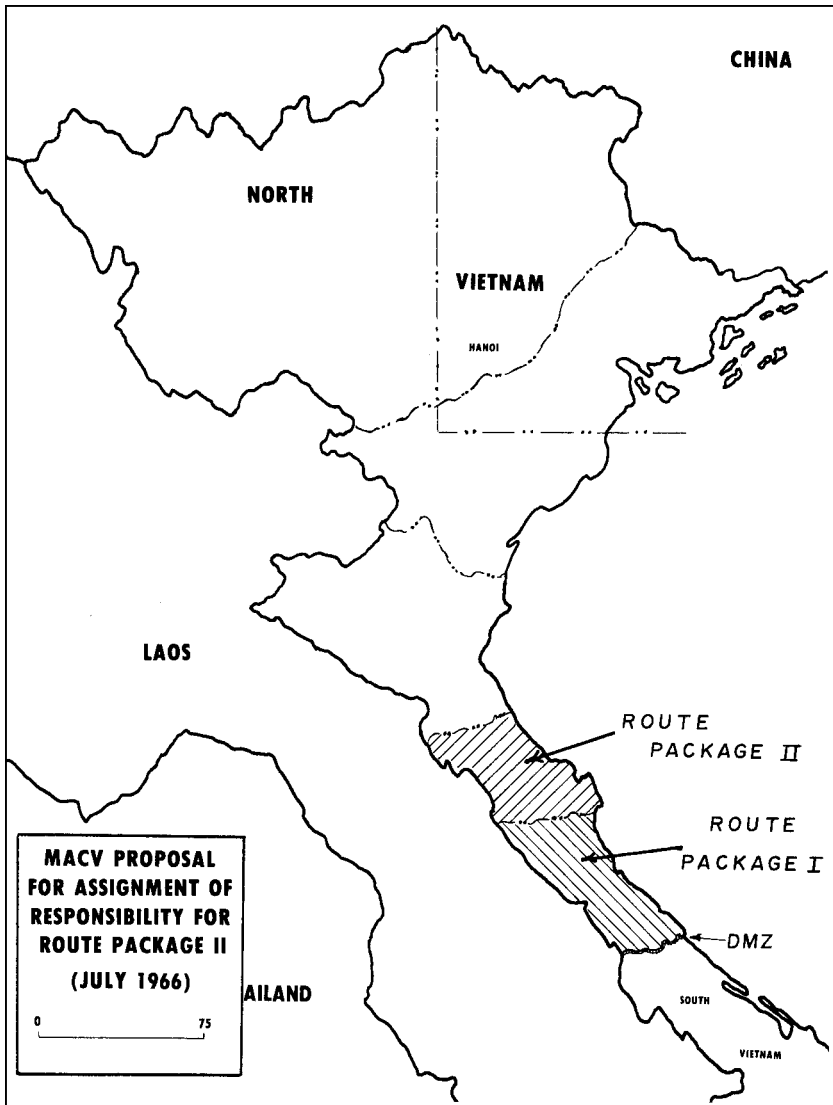 CHINA
NORTH
VIETNAM
HANOI
LAOS
ROUTE
PACKAGE II
ROUTE
PACKAGE I
DMZ
MACV PROPOSAL
FOR ASSIGNMENT OF
RESPONSIBILITY FOR
ROUTE PACKAGE II
(JULY 1966)
0 75
AILAND
SOUTH
VIETNAM